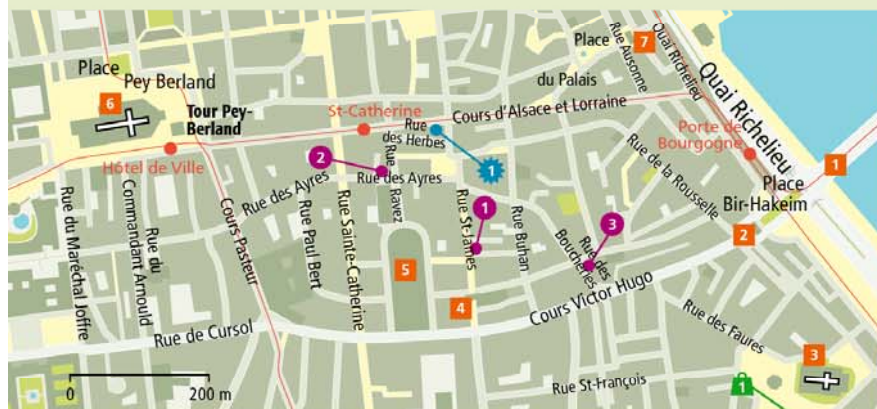 Place
Pey Berland
6
Tour Pey-
Berland
Hôtel de Ville
St-Catherine
Rue
des Herbes
Cours d'Alsace et Lorraine
Place
du Palais
7
Rue Ausonne
Quai Richelieu
Quai Richelieu
Porte de
Bourgogne
1
Place
Bir-Hakeim
2
Rue de la Rousselle
2
Rue des Ayres
Rue des Ayres
Rue Ravez
1
1
3
Rue du Maréchal Joffre
Rue du
Commandant Arnould
Cours Pasteur
Rue Paul Bert
Rue Sainte-Catherine
5
Rue St-James
Rue Buhan
Rue des
Boucheries
4
Cours Victor Hugo
Rue de Cursol
Rue des Faures
3
Rue St-François
1
0
200 m